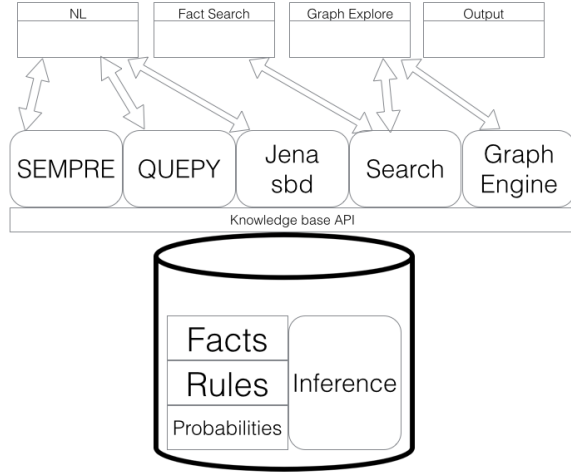 NL
Fact Search
Graph Explore
Output
SEMPRE
QUEPY
Jena
sbd
Search
Graph
Engine
Knowledge base API
Facts
Rules
Probabilities
Inference